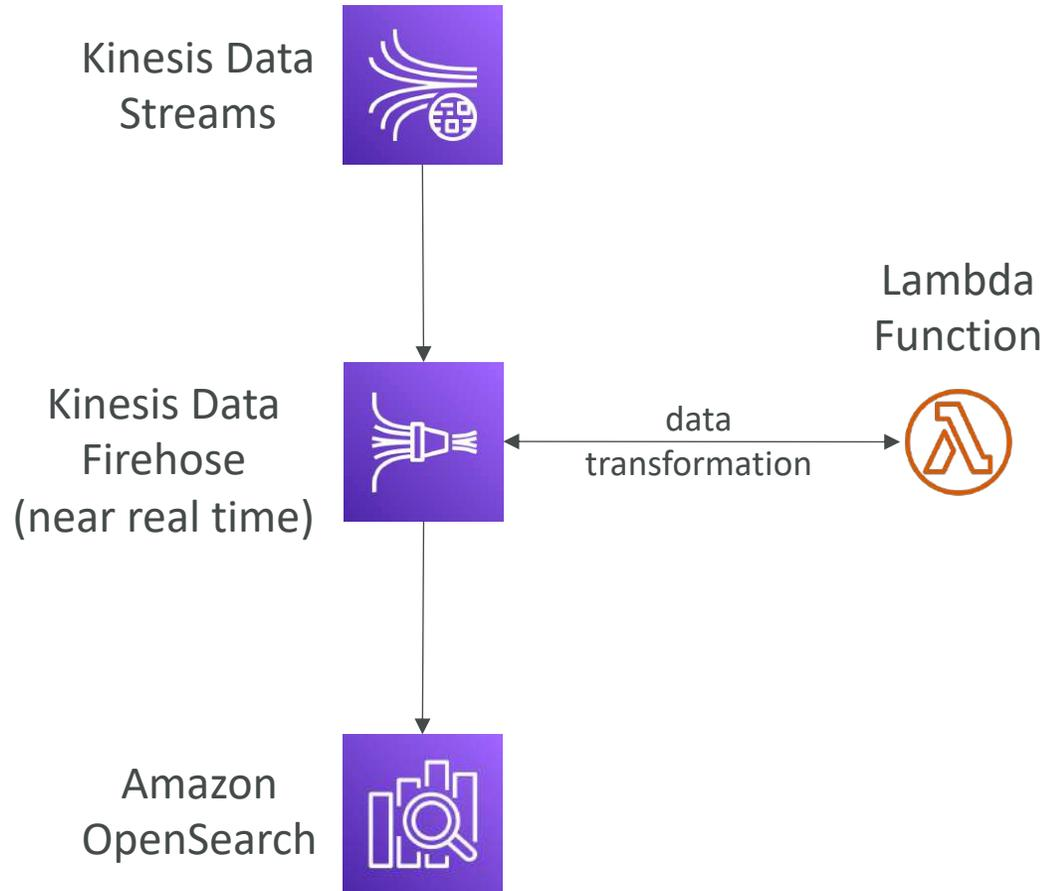 Kinesis Data
Streams
Lambda
Function
Kinesis Data
Firehose
(near real time)
data
transformation
Amazon
OpenSearch